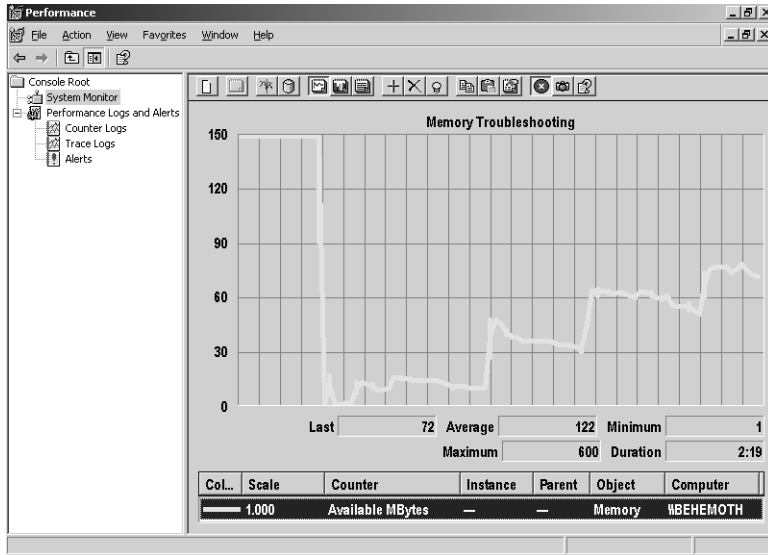 Performance
File Action View Favorites Window Help
Console Root
System Monitor
Performance Logs and Alerts
Counter Logs
Trace Logs
Alerts
Memory Troubleshooting
150
120
90
60
30
0
Last 72 Average 122 Minimum 1
Maximum 600 Duration 2:19
Col... Scale Counter Instance Parent Object Computer
1.000 Available MBytes — — Memory \\BEHEMOTH